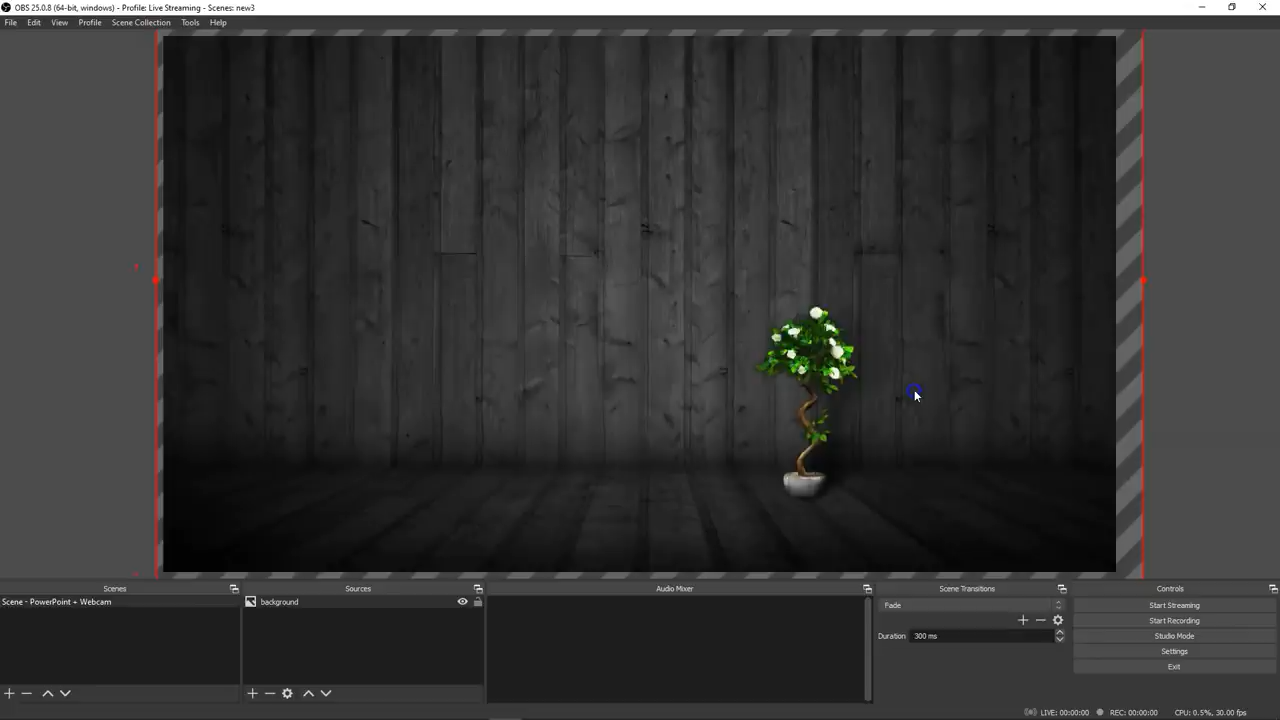 OBS 25.0.8 (64-bit, windows) - Profile: Live Streaming - Scenes: new3
File Edit View Profile Scene Collection Tools Help
Scenes
Sources
Audio Mixer
Scene Transitions
Controls
Scene - PowerPoint + Webcam
background
Fade
Duration 300 ms
Start Streaming
Start Recording
Studio Mode
Settings
Exit
LIVE: 00:00:00
REC: 00:00:00
CPU: 0.5%, 30.00 fps